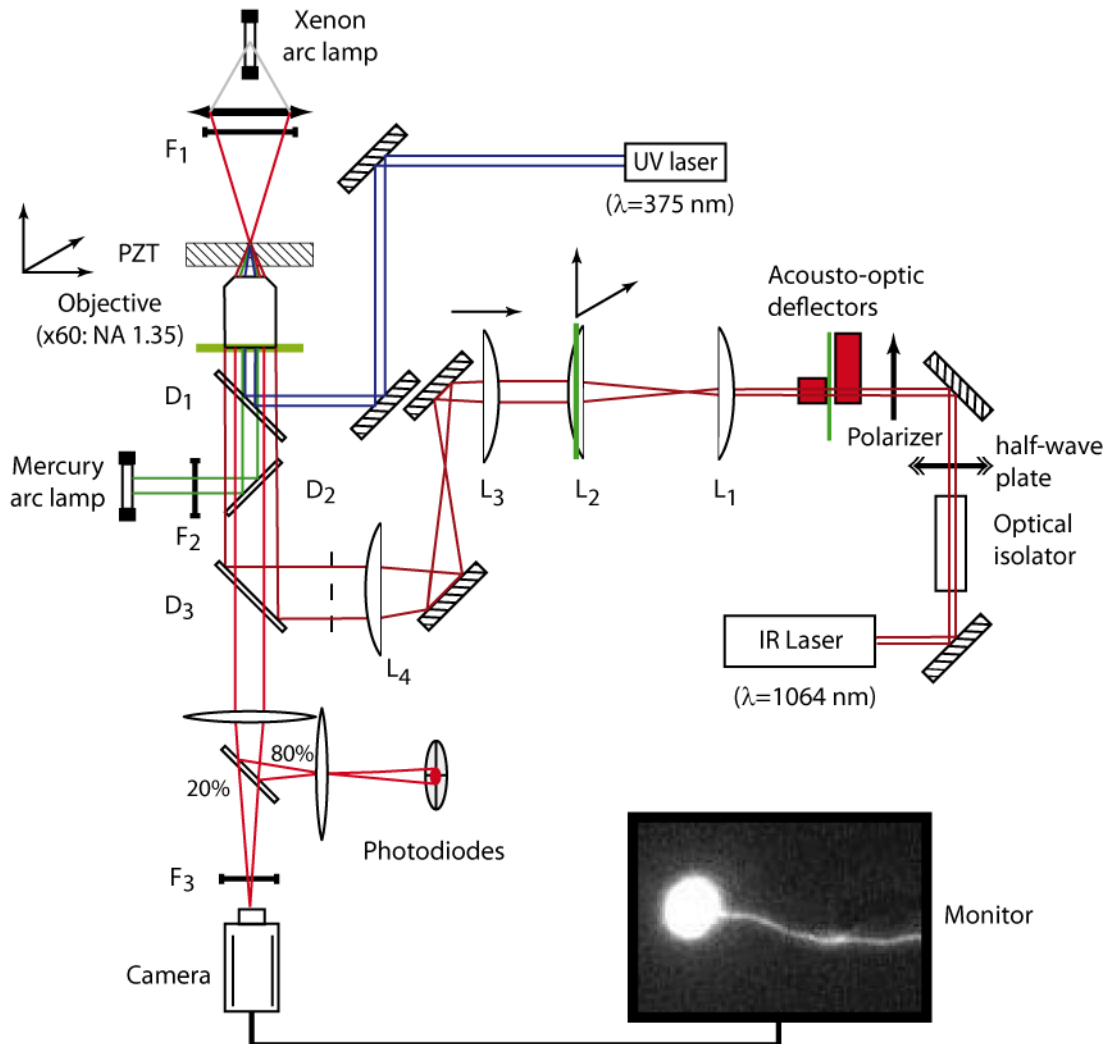 Xenon
arc lamp
F1
UV laser
(λ=375 nm)
PZT
Objective
(x60: NA 1.35)
Acousto-optic
deflectors
D1
Polarizer
half-wave
plate
Mercury
arc lamp
D2
L3
L2
L1
F2
Optical
isolator
D3
IR Laser
L4
(λ=1064 nm)
80%
20%
Photodiodes
F3
Monitor
Camera